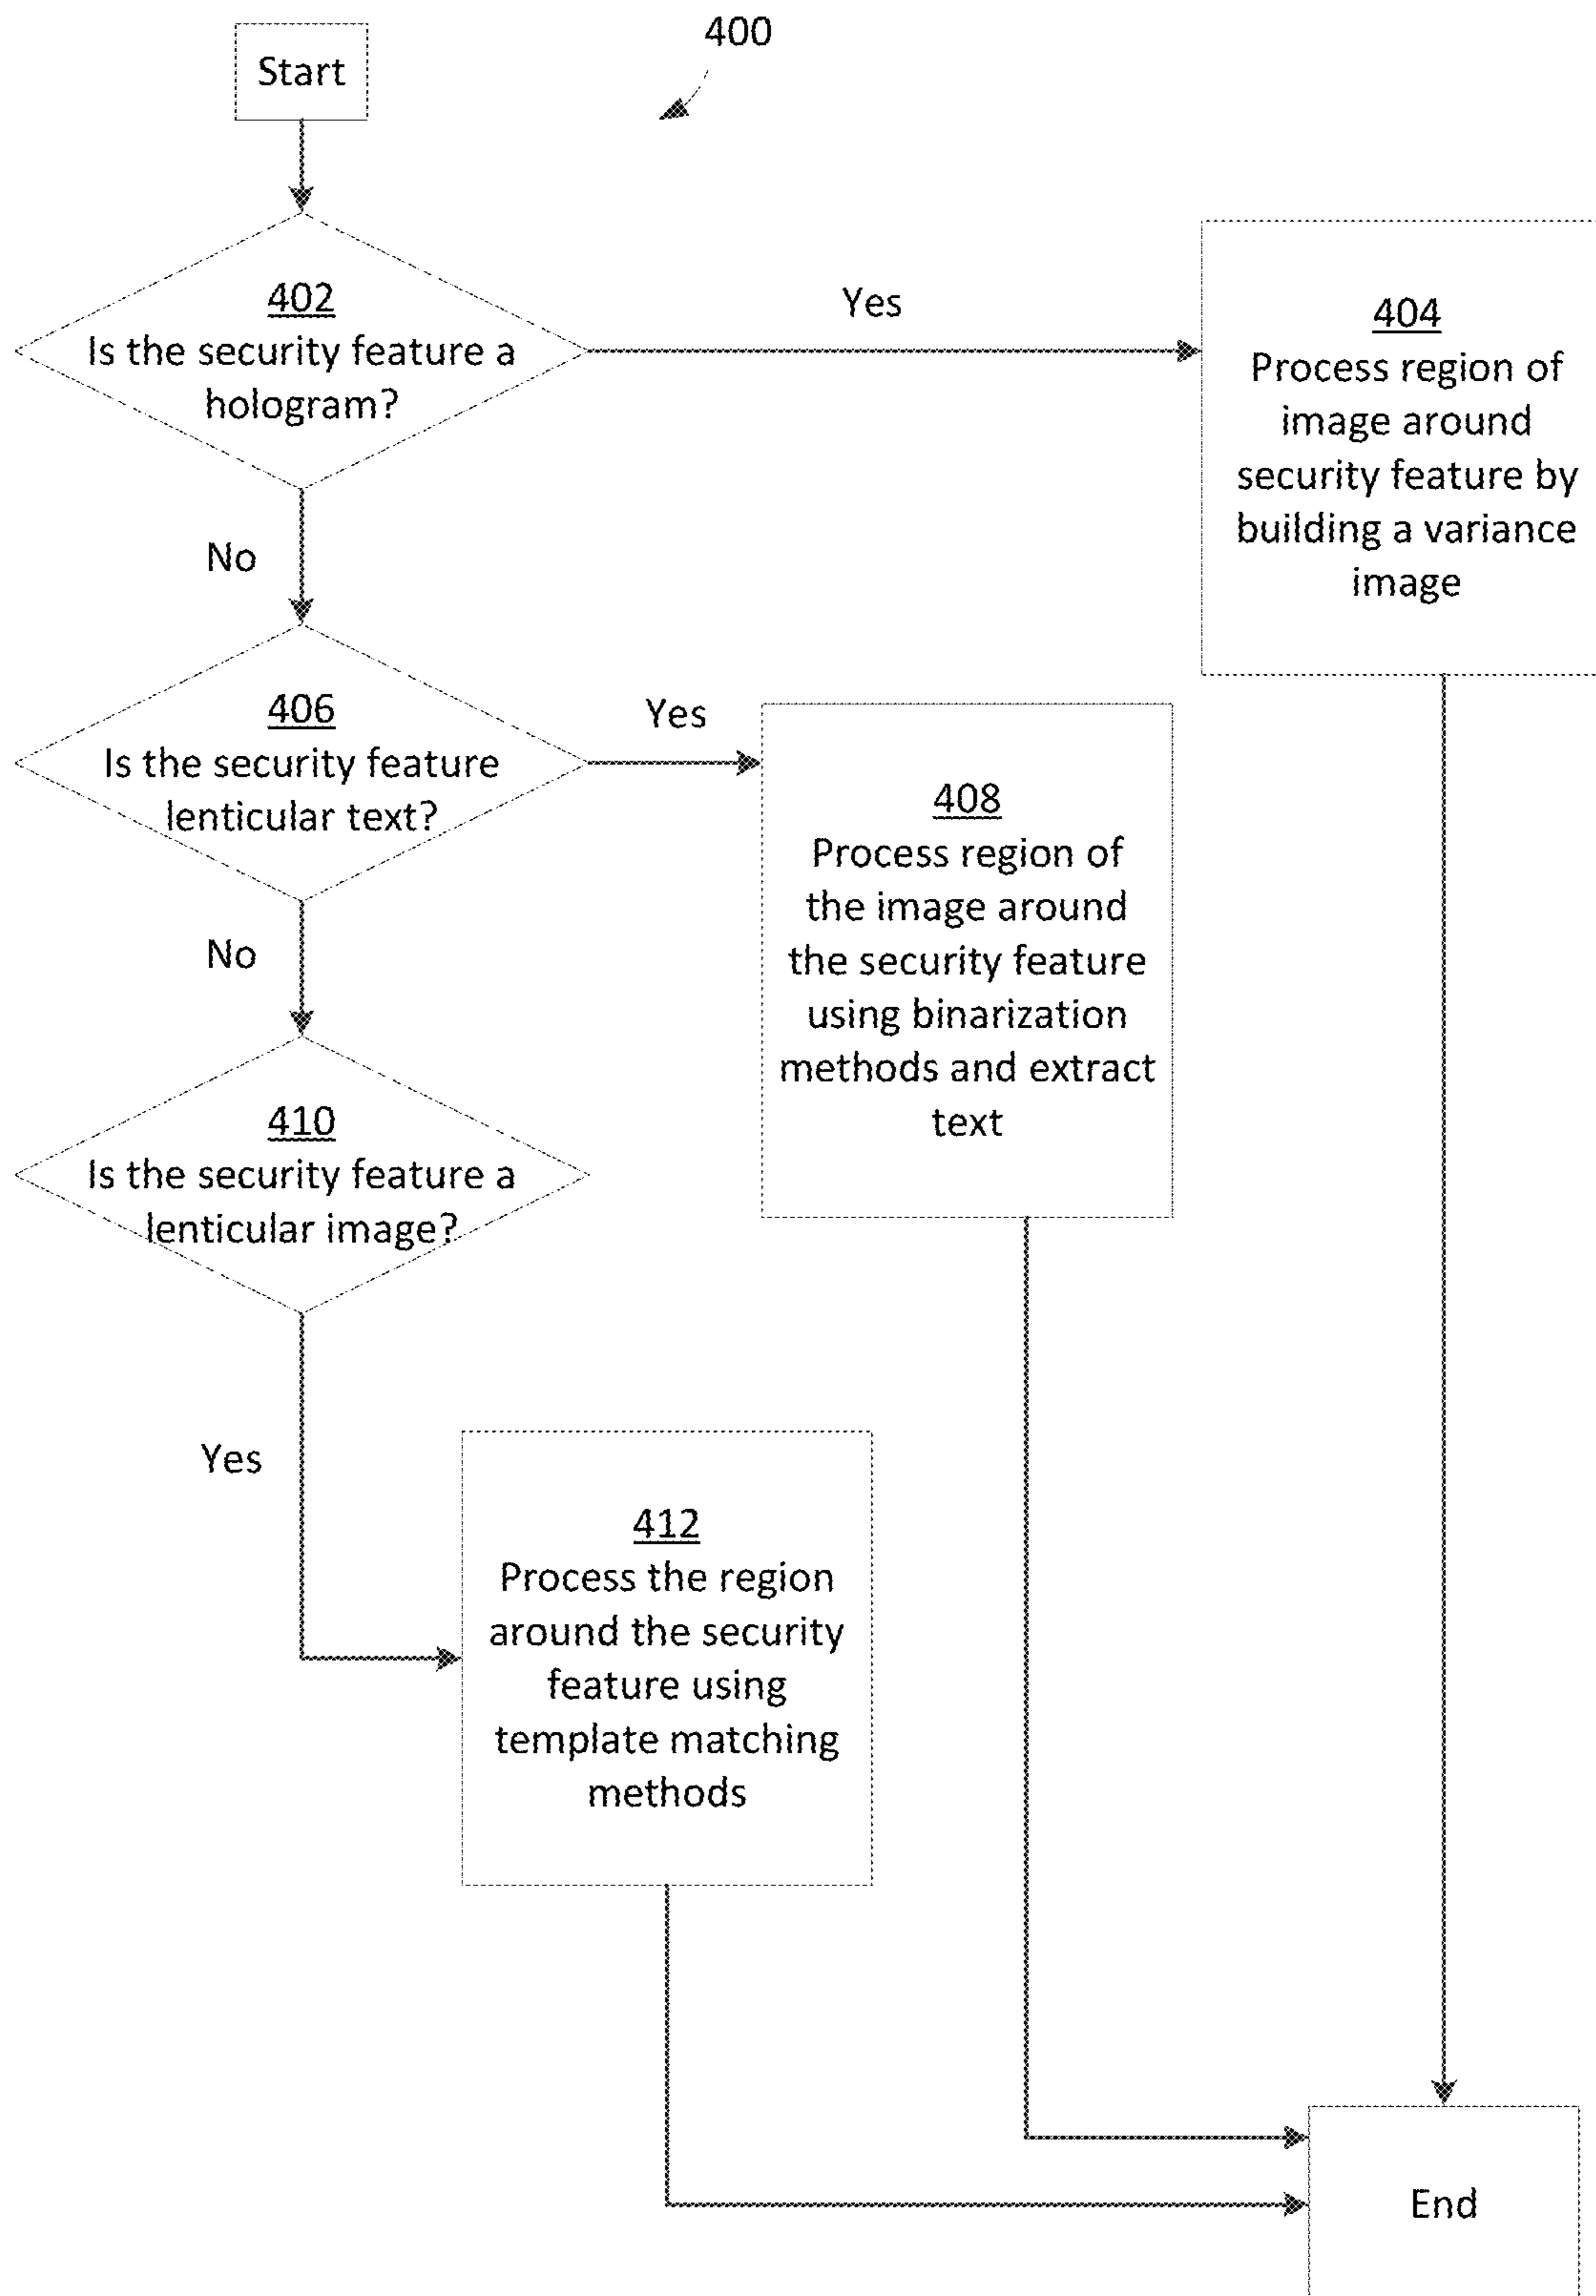 400
Start
402
Is the security feature a
hologram?
Yes
404
Process region of
image around
security feature by
building a variance
image
No
406
Is the security feature
lenticular text?
Yes
408
Process region of
the image around
the security feature
using binarization
methods and extract
text
No
410
Is the security feature a
lenticular image?
Yes
412
Process the region
around the security
feature using
template matching
methods
End